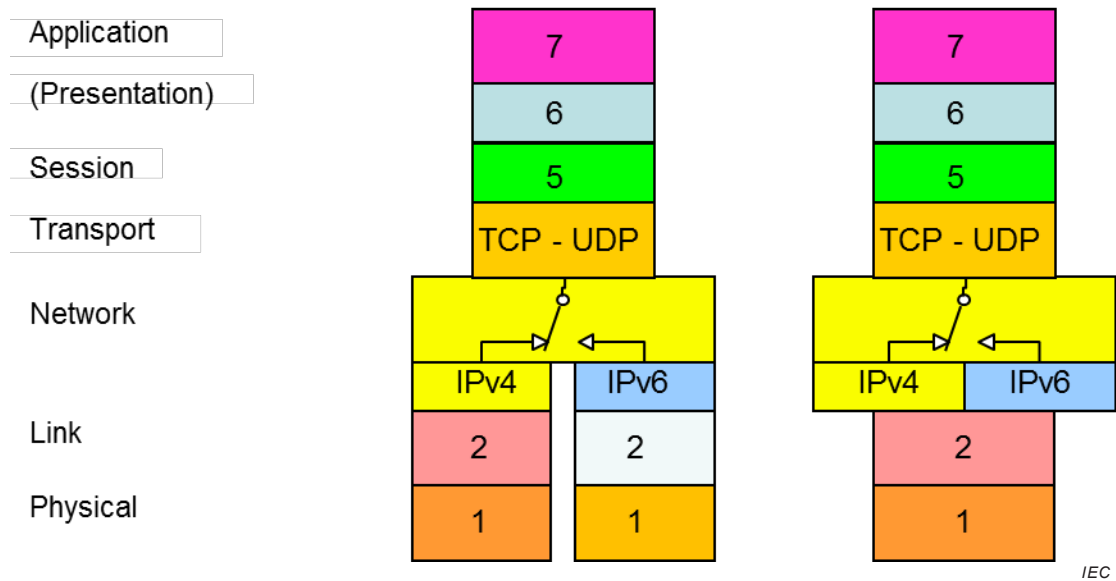 Application 7 7
(Presentation) 6 6
Session 5 5
Transport TCP - UDP TCP - UDP
Network
IPv4 IPv6 IPv4 IPv6
Link 2 2 2
Physical 1 1 1
IEC